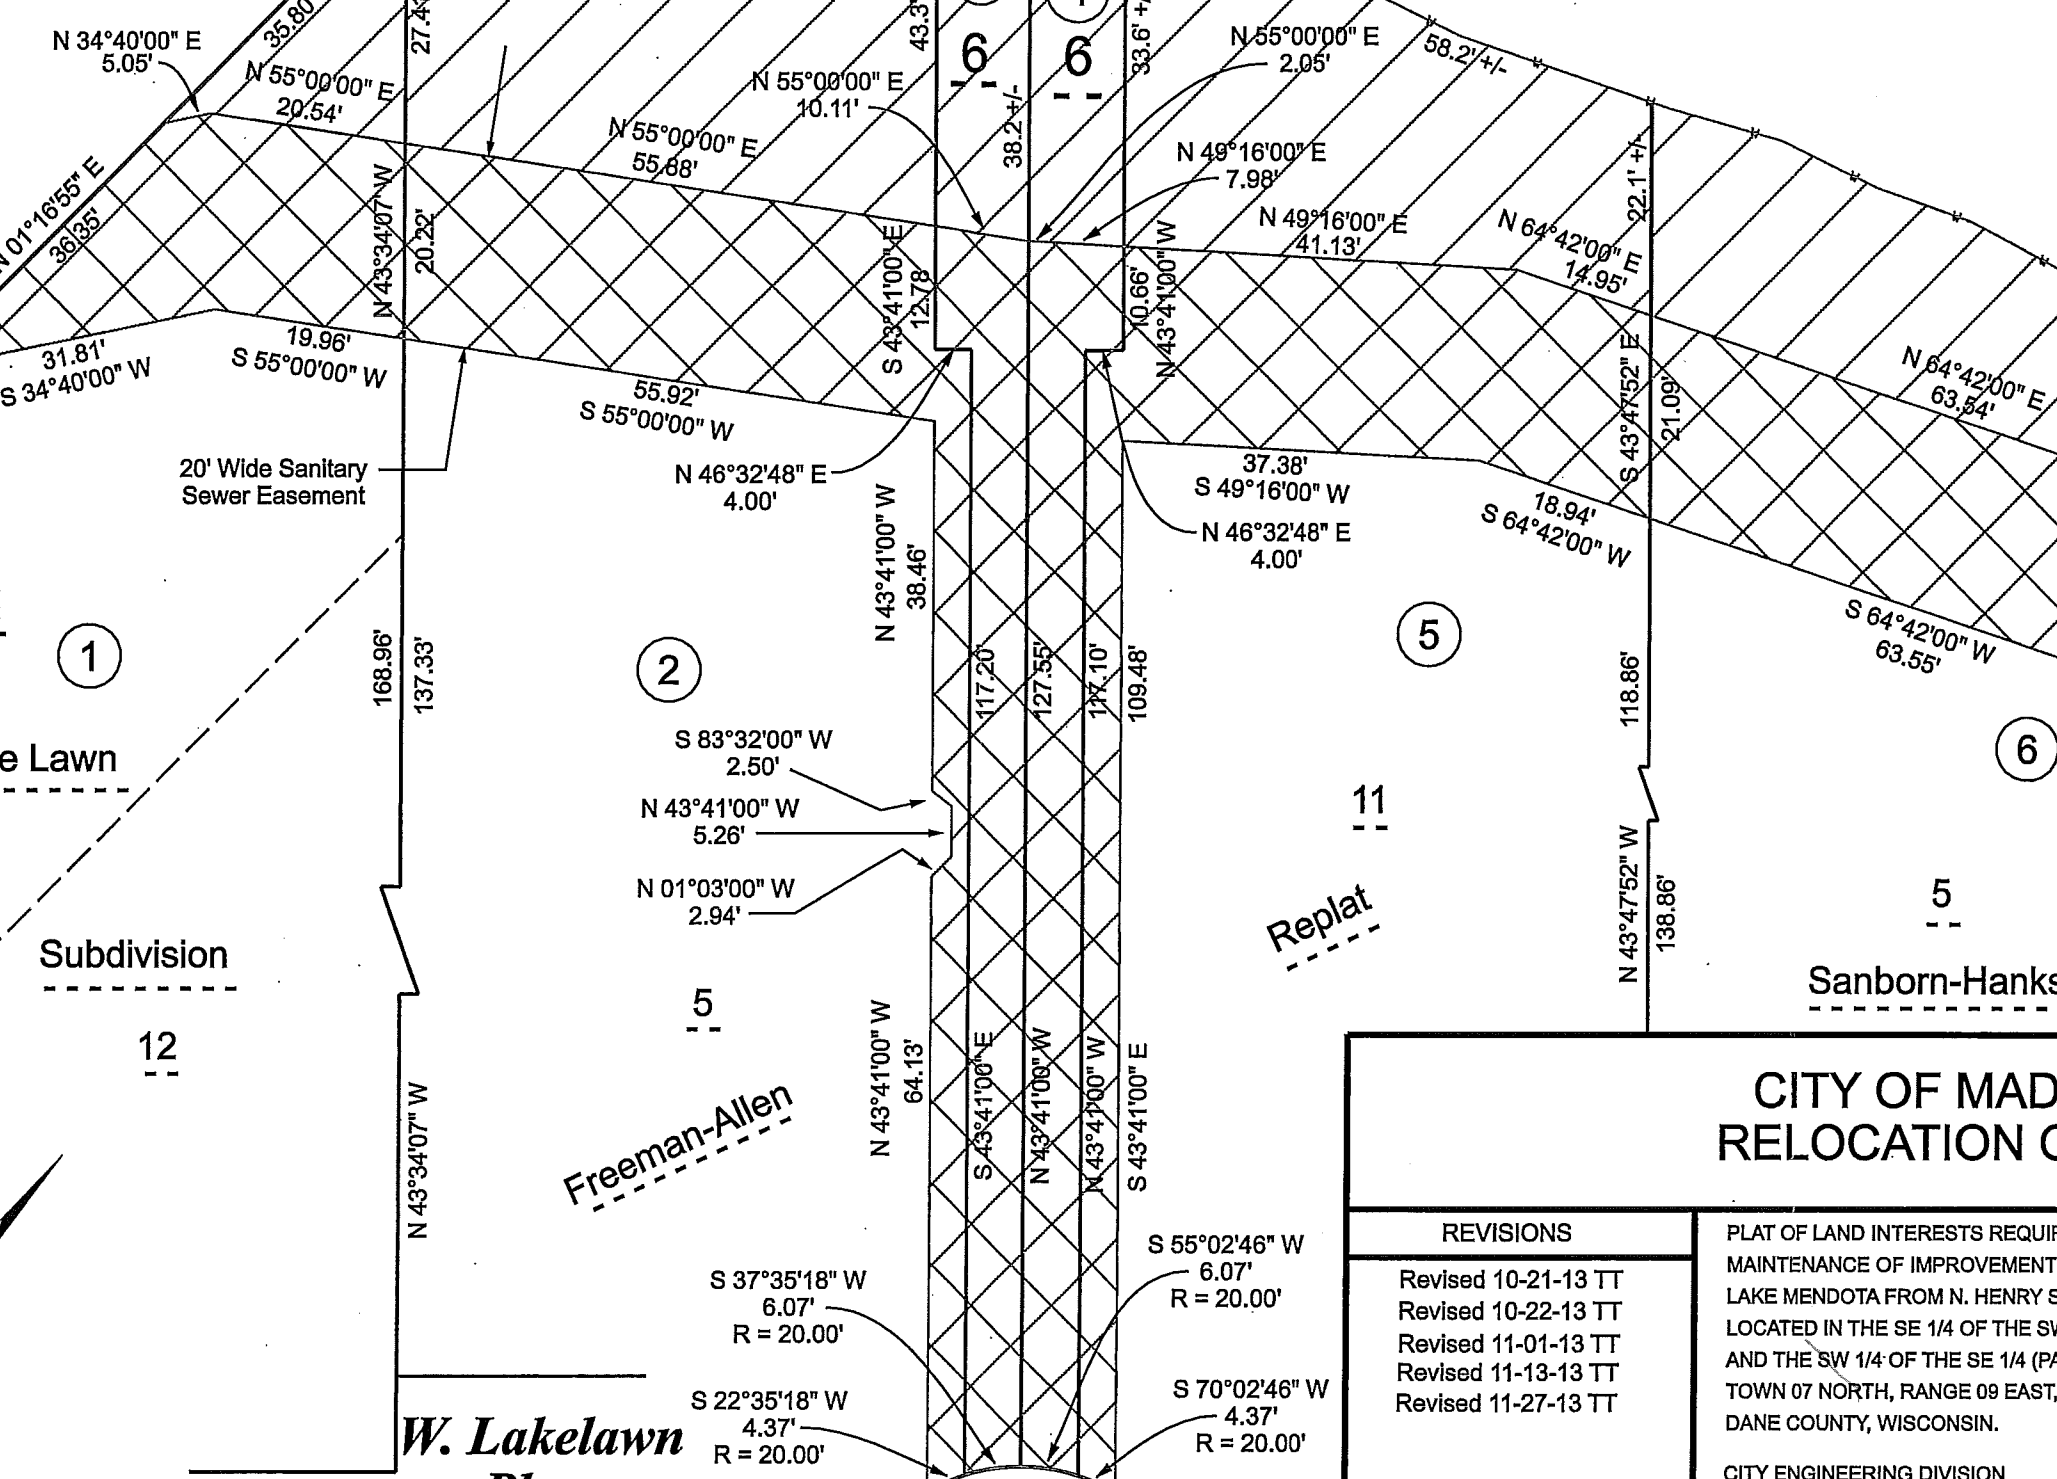 N 34°40'00" E
5.05'
35.80
27.4
N 55°00'00" E
20.54'
N 01°16'55" E
36.35'
N 43°34'07" W
20.22'
N 55°00'00" E
55.88'
N 55°00'00" E
10.11'
43.3'
6
6
38.2 +/-
33.6' +/
N 55°00'00" E
2.05'
58.2' +/-
N 49°16'00" E
7.98'
N 49°16'00" E
41.13'
N 64°42'00" E
14.95'
22.1' +/-
S 43°41'00" E
12.78
10.66'
N 43°41'00" W
S 43°47'52" E
21.09'
N 64°42'00" E
63.54'
31.81'
S 34°40'00" W
19.96'
S 55°00'00" W
55.92'
S 55°00'00" W
20' Wide Sanitary
Sewer Easement
N 46°32'48" E
4.00'
37.38'
S 49°16'00" W
18.94'
S 64°42'00" W
N 46°32'48" E
4.00'
S 64°42'00" W
63.55'
N 43°41'00" W
38.46'
1
168.96'
137.33'
2
117.20'
127.55'
117.10'
109.48'
5
118.86'
6
e Lawn
S 83°32'00" W
2.50'
N 43°41'00" W
5.26'
N 01°03'00" W
2.94'
11
Replat
N 43°47'52" W
138.86'
5
Sanborn-Hanks
Subdivision
12
5
Freeman-Allen
N 43°34'07" W
N 43°41'00" W
64.13'
S 43°41'00" E
N 43°41'00" W
N 43°41'00" W
S 43°41'00" E
S 37°35'18" W
6.07'
R = 20.00'
S 55°02'46" W
6.07'
R = 20.00'
S 22°35'18" W
4.37'
R = 20.00'
S 70°02'46" W
4.37'
R = 20.00'
W. Lakelawn
CITY OF MAD
RELOCATION O
REVISIONS
Revised 10-21-13 TT
Revised 10-22-13 TT
Revised 11-01-13 TT
Revised 11-13-13 TT
Revised 11-27-13 TT
PLAT OF LAND INTERESTS REQUI
MAINTENANCE OF IMPROVEMENT
LAKE MENDOTA FROM N. HENRY S
LOCATED IN THE SE 1/4 OF THE SW
AND THE SW 1/4 OF THE SE 1/4 (PA
TOWN 07 NORTH, RANGE 09 EAST,
DANE COUNTY, WISCONSIN.
CITY ENGINEERING DIVISION